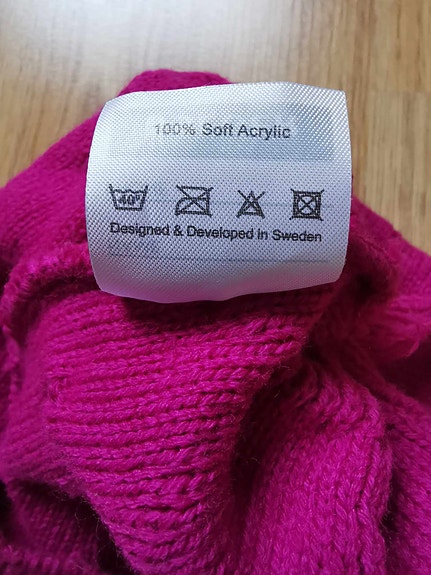 100% Soft Acrylic
40°
Designed & Developed in Sweden